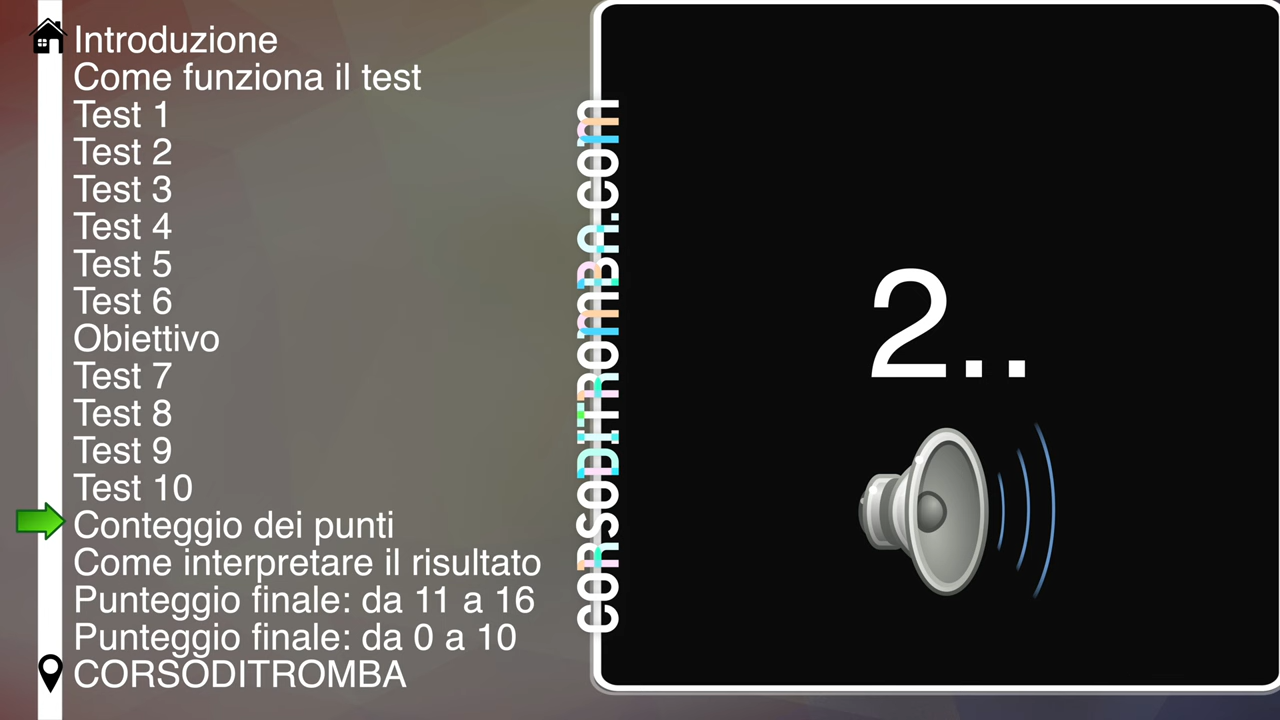 Introduzione
Come funziona il test
Test 1
Test 2
Test 3
Test 4
Test 5
Test 6
Obiettivo
Test 7
Test 8
Test 9
Test 10
Conteggio dei punti
Come interpretare il risultato
Punteggio finale: da 11 a 16
Punteggio finale: da 0 a 10
CORSODITROMBA
CORSODITROMBA.COM
2..